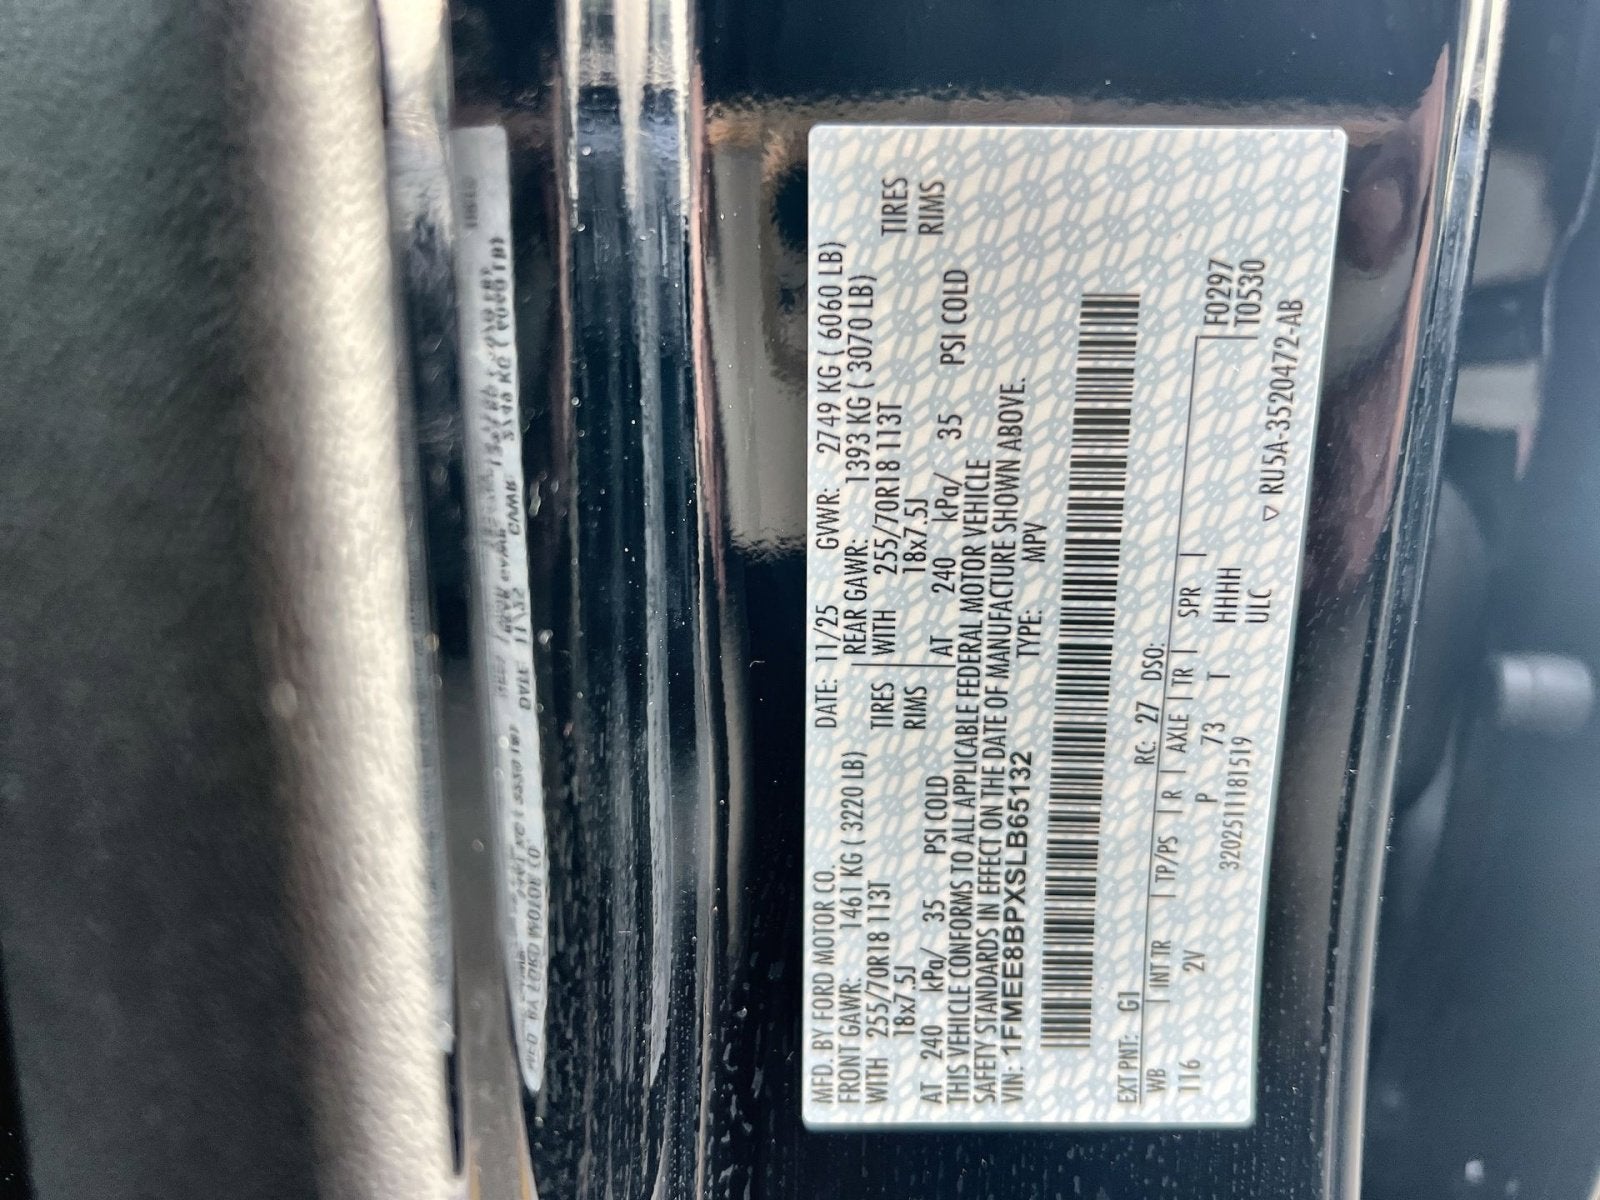 MFD. BY FORD MOTOR CO. DATE: 11/25 GVWR: 2749 KG ( 6060 LB)
FRONT GAWR: 1461 KG ( 3220 LB) REAR GAWR: 1393 KG ( 3070 LB)
WITH 255/70R18 113T TIRES WITH 255/70R18 113T TIRES
18x7.5J RIMS 18x7.5J RIMS
AT 240 kPa/ 35 PSI COLD AT 240 kPa/ 35 PSI COLD
THIS VEHICLE CONFORMS TO ALL APPLICABLE FEDERAL MOTOR VEHICLE
SAFETY STANDARDS IN EFFECT ON THE DATE OF MANUFACTURE SHOWN ABOVE.
VIN: 1FMEE8BPXSLB65132 TYPE: MPV
EXT PNT: G1 RC: 27 DSO:
WB INT TR TP/PS R AXLE TR SPR
116 2V P 73 T HHHH F0297
320251181519 ULC T0530
▽ RU5A-3520472-AB